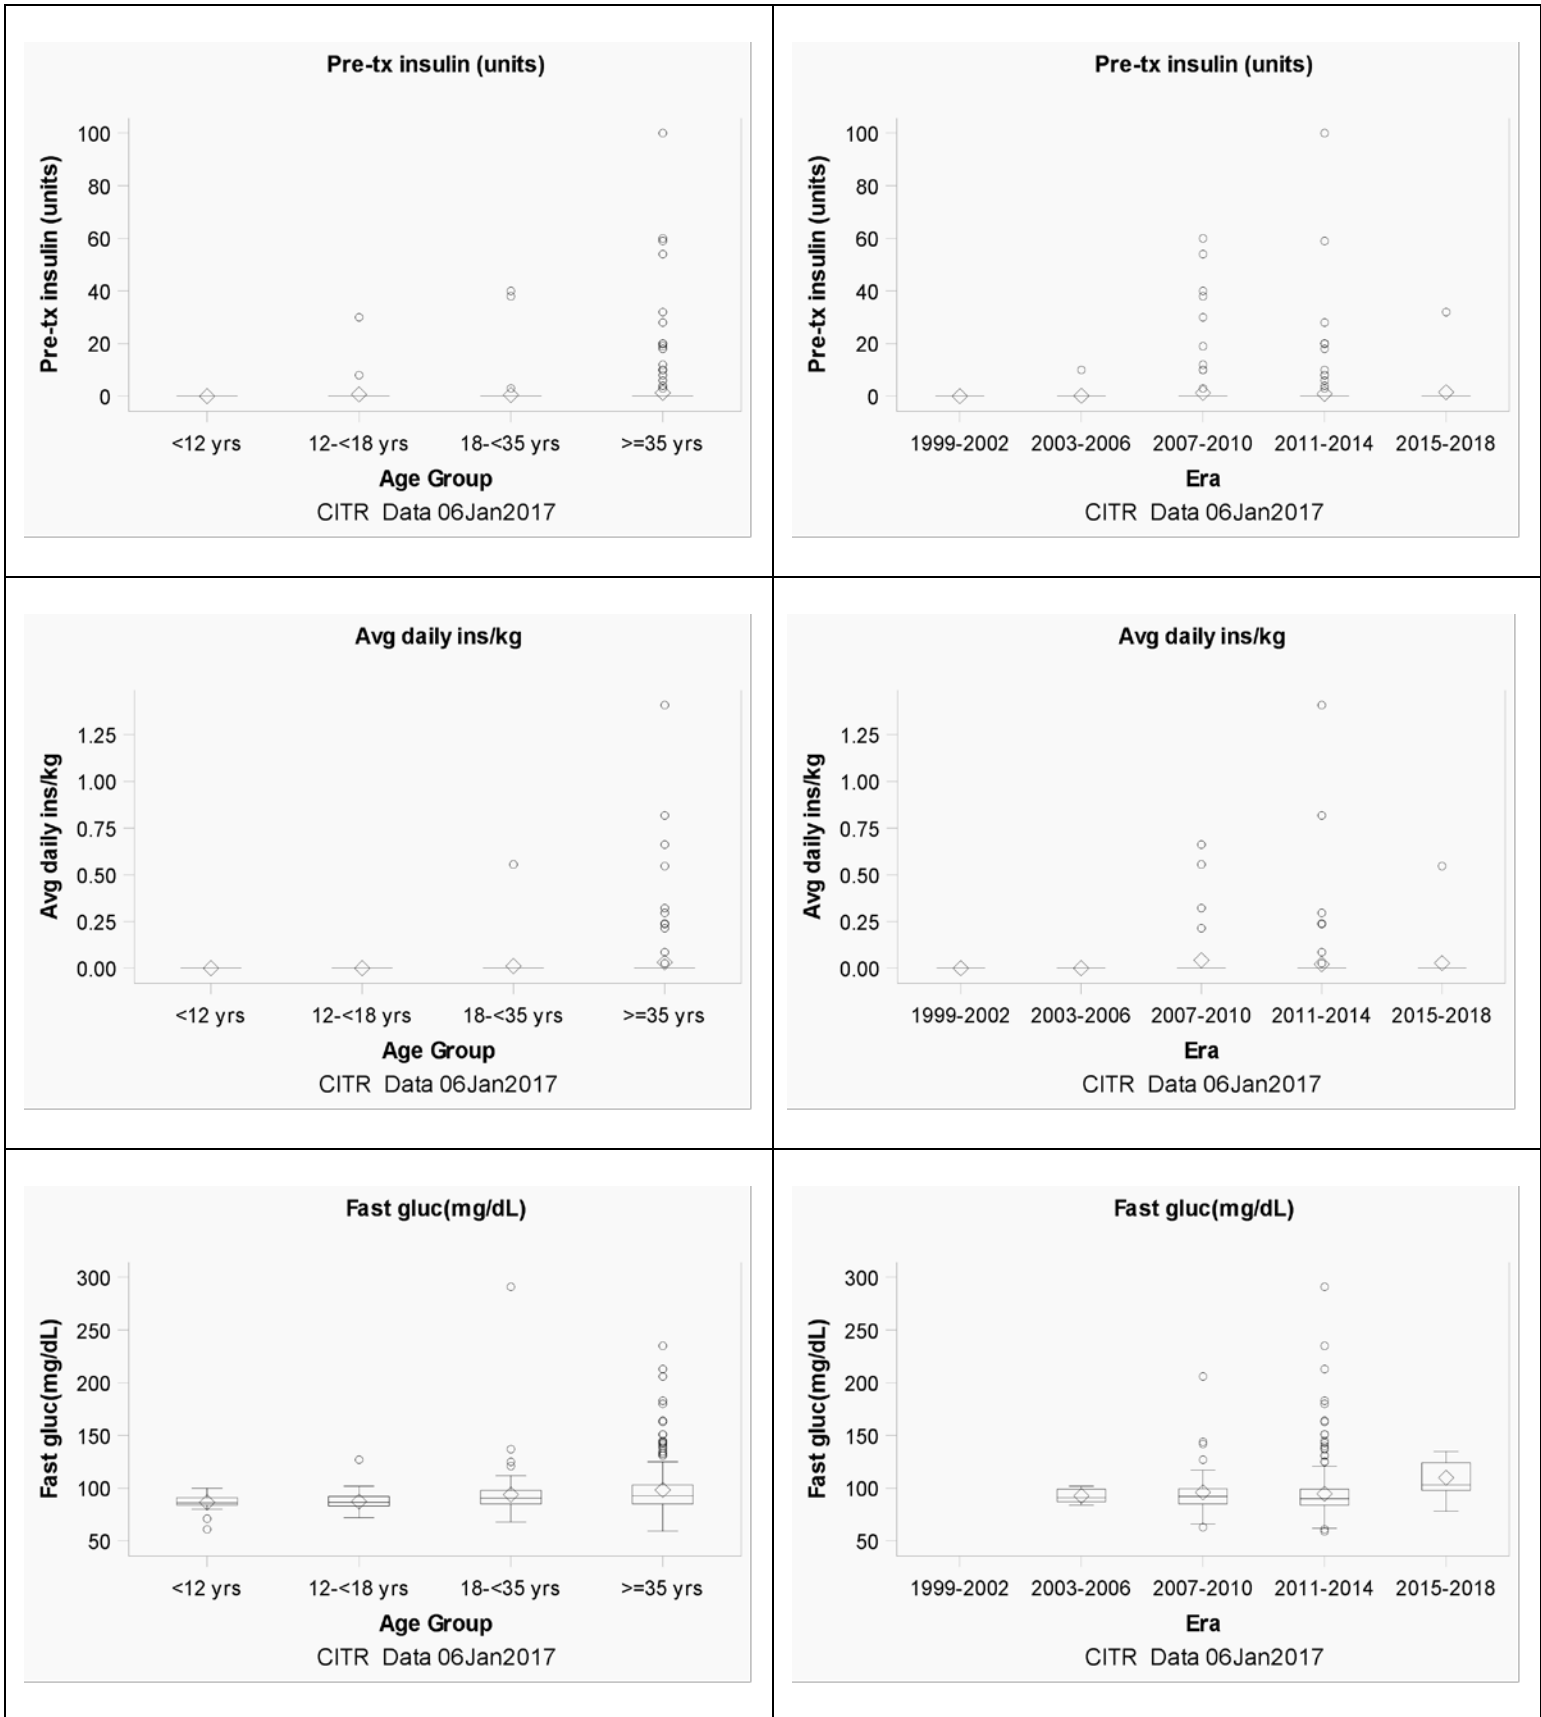 Pre-tx insulin (units)
Pre-tx insulin (units)
100
80
60
40
20
0
<12 yrs 12-<18 yrs 18-<35 yrs >=35 yrs
Age Group
CITR Data 06Jan2017
Pre-tx insulin (units)
Pre-tx insulin (units)
100
80
60
40
20
0
1999-2002 2003-2006 2007-2010 2011-2014 2015-2018
Era
CITR Data 06Jan2017
Avg daily ins/kg
Avg daily ins/kg
1.25
1.00
0.75
0.50
0.25
0.00
<12 yrs 12-<18 yrs 18-<35 yrs >=35 yrs
Age Group
CITR Data 06Jan2017
Avg daily ins/kg
Avg daily ins/kg
1.25
1.00
0.75
0.50
0.25
0.00
1999-2002 2003-2006 2007-2010 2011-2014 2015-2018
Era
CITR Data 06Jan2017
Fast gluc(mg/dL)
Fast gluc(mg/dL)
300
250
200
150
100
50
<12 yrs 12-<18 yrs 18-<35 yrs >=35 yrs
Age Group
CITR Data 06Jan2017
Fast gluc(mg/dL)
Fast gluc(mg/dL)
300
250
200
150
100
50
1999-2002 2003-2006 2007-2010 2011-2014 2015-2018
Era
CITR Data 06Jan2017